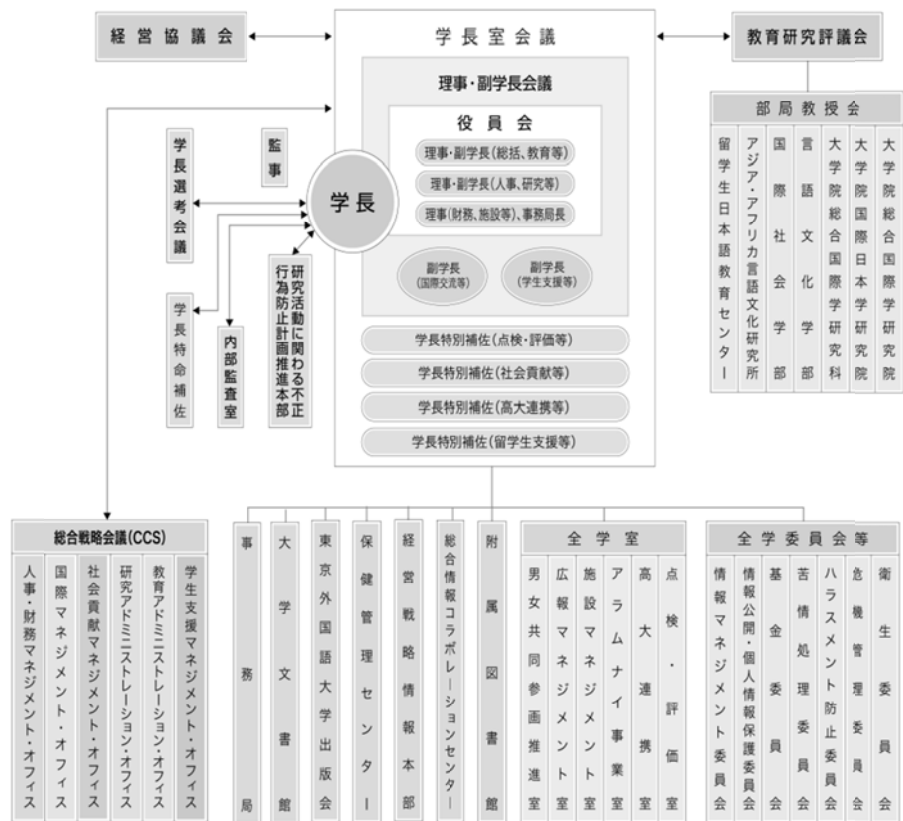 経営協議会
学長室会議
教育研究評議会
理事・副学長会議
役員会
理事・副学長(総括、教育等)
理事・副学長(人事、研究等)
理事(財務、施設等)、事務局長
学長
副学長
(国際交流等)
副学長
(学生支援等)
学長特別補佐(点検・評価等)
学長特別補佐(社会貢献等)
学長特別補佐(高大連携等)
学長特別補佐(留学生支援等)
監事
学長選考会議
学長特命補佐
内部監査室
研究活動に関わる不正
行為防止計画推進本部
部局教授会
大学院総合国際学研究院
大学院国際日本学研究院
大学院総合国際学研究科
言語文化学部
国際社会学部
アジア・アフリカ言語文化研究所
留学生日本語教育センター
総合戦略会議(CCS)
学生支援マネジメント・オフィス
教育アドミニストレーション・オフィス
研究アドミニストレーション・オフィス
社会貢献マネジメント・オフィス
国際マネジメント・オフィス
人事・財務マネジメント・オフィス
附属図書館
総合情報コラボレーションセンター
経営戦略情報本部
保健管理センター
東京外国語大学出版会
大学文書館
事務局
全学室
点検・評価室
高大連携室
アラムナイ事業室
施設マネジメント室
広報マネジメント室
男女共同参画推進室
全学委員会等
衛生委員会
危機管理委員会
ハラスメント防止委員会
苦情処理委員会
基金委員会
情報公開・個人情報保護委員会
情報マネジメント委員会